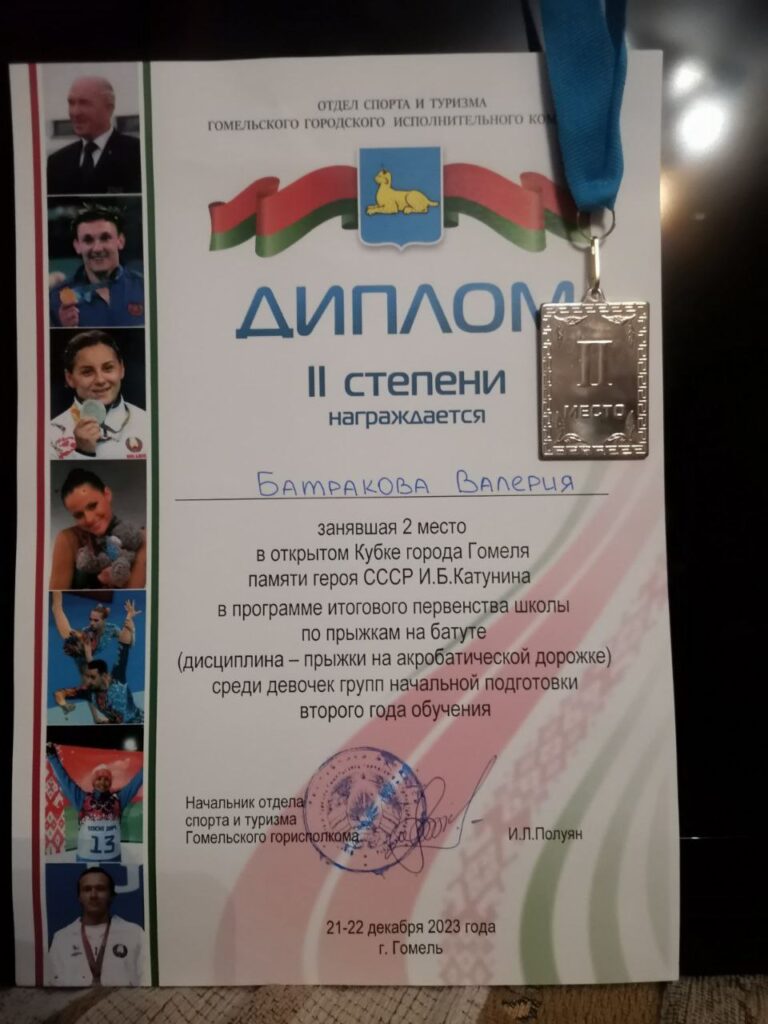 ОТДЕЛ СПОРТА И ТУРИЗМА
ГОМЕЛЬСКОГО ГОРОДСКОГО ИСПОЛНИТЕЛЬНОГО КОМ
ДИПЛОМ
II СТЕПЕНИ
награждается
II
МЕСТО
Батракова Валерия
занявшая 2 место
в открытом Кубке города Гомеля
памяти героя СССР И.Б.Катунина
в программе итогового первенства школы
по прыжкам на батуте
(дисциплина – прыжки на акробатической дорожке)
среди девочек групп начальной подготовки
второго года обучения
Начальник отдела
спорта и туризма
Гомельского горисполкома
И.Л.Полуян
13
21-22 декабря 2023 года
г. Гомель